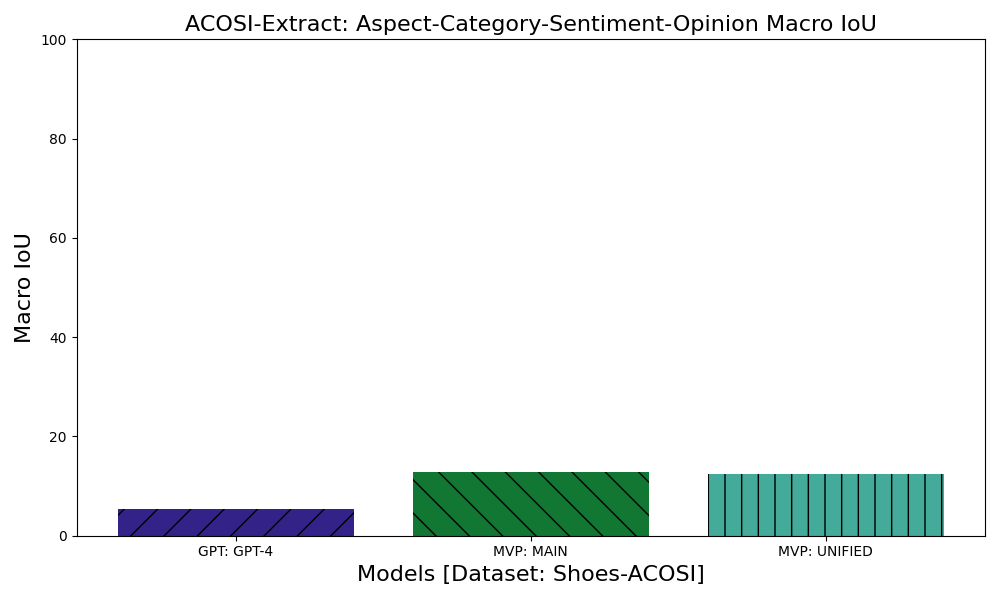 ACOSI-Extract: Aspect-Category-Sentiment-Opinion Macro IoU
100
80
60
40
20
0
Macro IoU
GPT: GPT-4
MVP: MAIN
MVP: UNIFIED
Models [Dataset: Shoes-ACOSI]